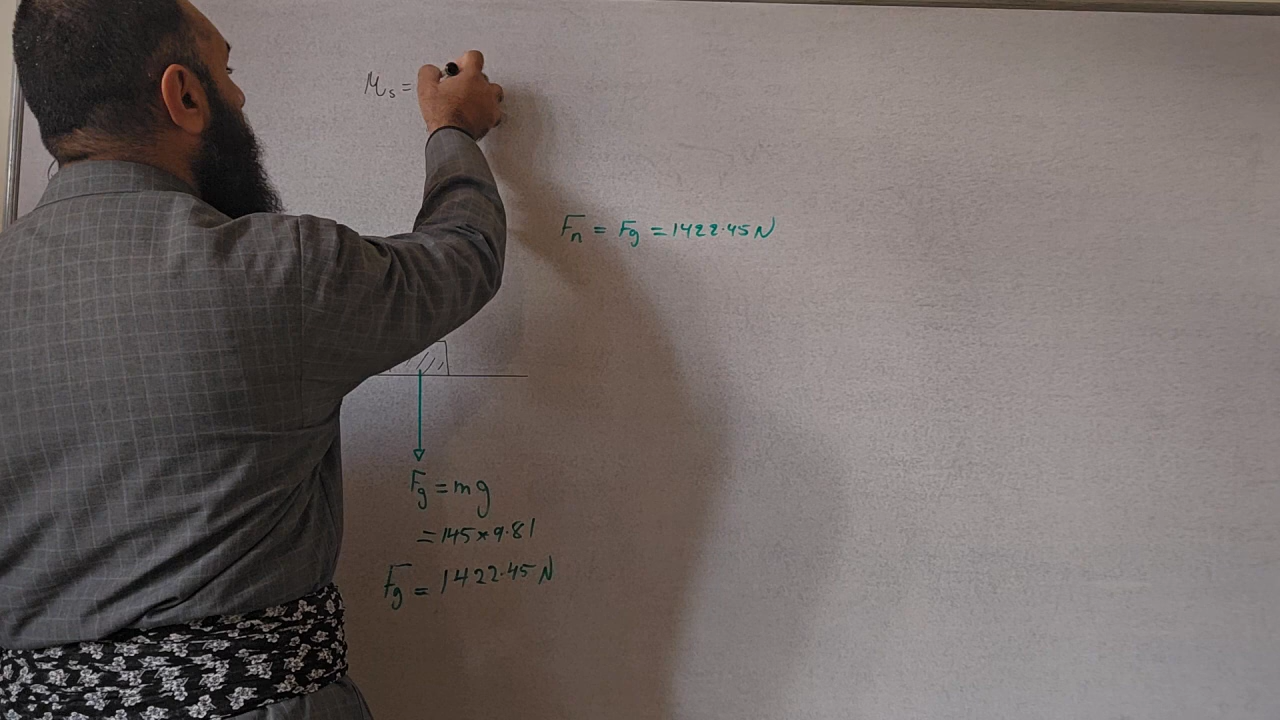 μs =
Fn = Fg = 1422.45 N
Fg = mg
= 145 × 9.81
Fg = 1422.45 N